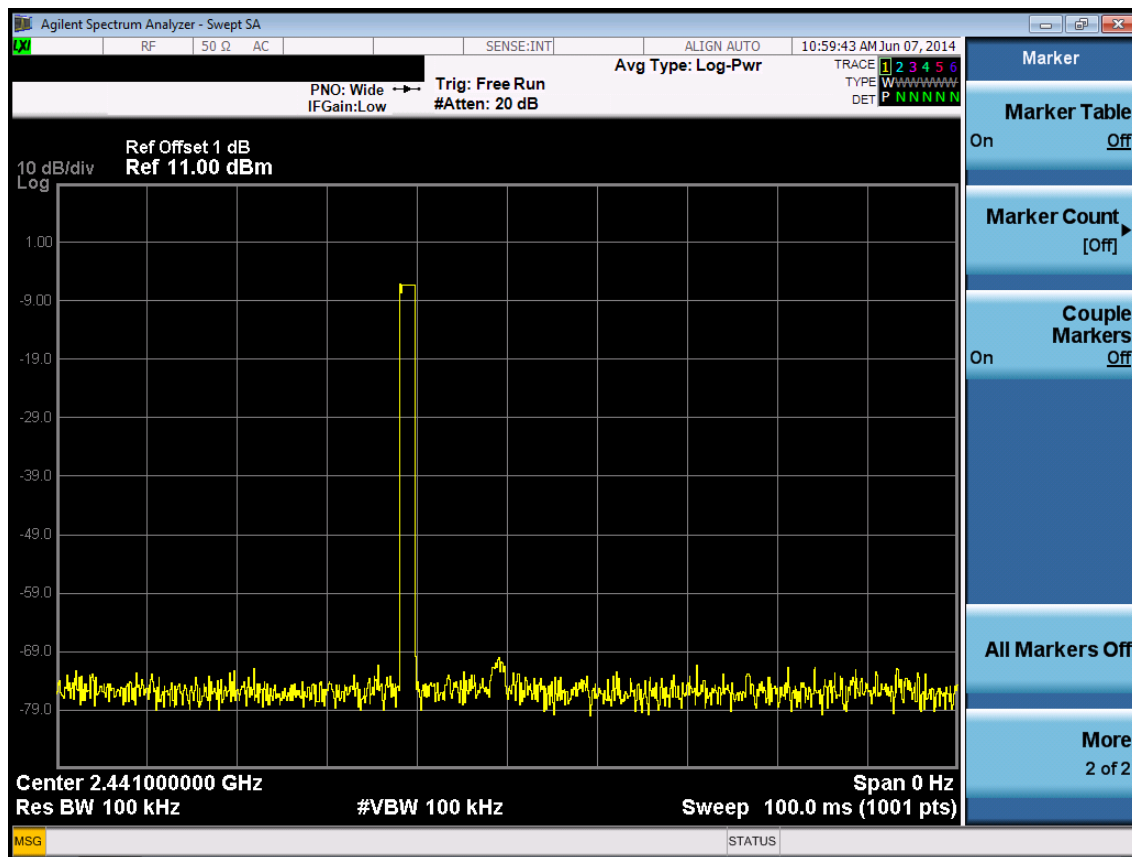 Agilent Spectrum Analyzer - Swept SA
LXI RF 50 Ω AC SENSE:INT ALIGN AUTO 10:59:43 AM Jun 07, 2014
PNO: Wide
IFGain:Low
Trig: Free Run
#Atten: 20 dB
Avg Type: Log-Pwr
TRACE 1 2 3 4 5 6
TYPE WWWWWW
DET P N N N N N
Ref Offset 1 dB
10 dB/div Ref 11.00 dBm
Log
1.00
-9.00
-19.0
-29.0
-39.0
-49.0
-59.0
-69.0
-79.0
Center 2.441000000 GHz Span 0 Hz
Res BW 100 kHz #VBW 100 kHz Sweep 100.0 ms (1001 pts)
MSG STATUS
Marker
Marker Table
On Off
Marker Count
[Off]
Couple
Markers
On Off
All Markers Off
More
2 of 2